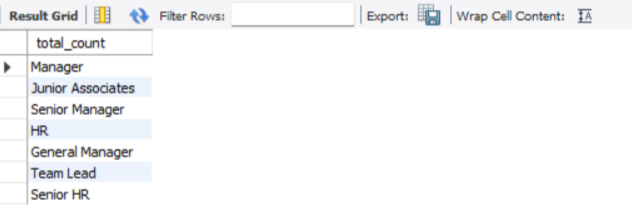 Result Grid Filter Rows: Export: Wrap Cell Content: IA
total_count
Manager
Junior Associates
Senior Manager
HR
General Manager
Team Lead
Senior HR